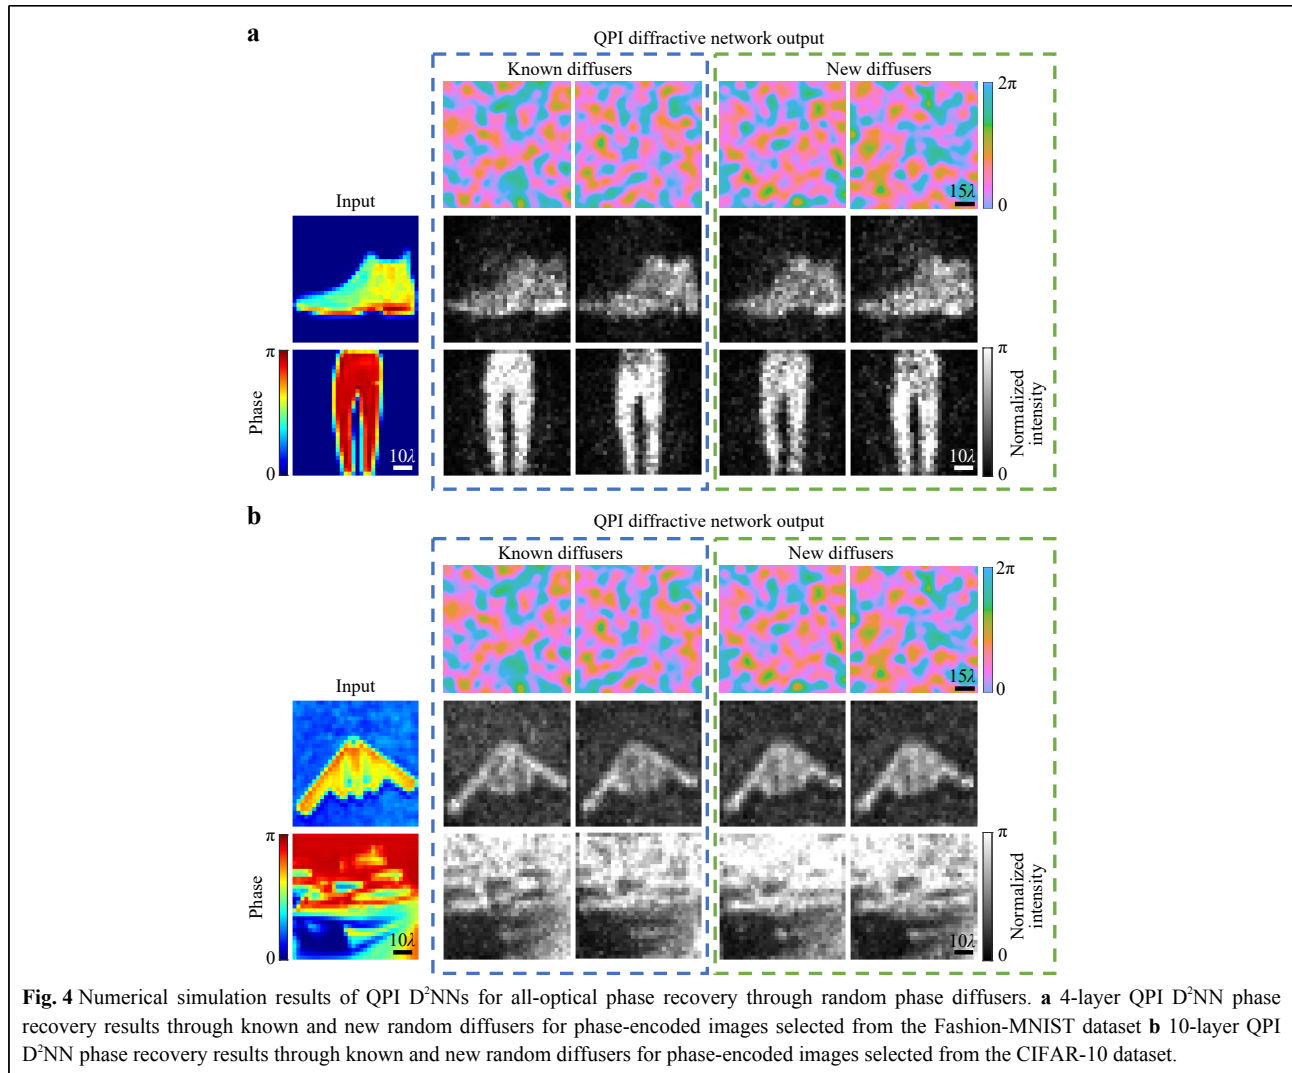 a
QPI diffractive network output
Known diffusers
New diffusers
2π
15λ
0
Input
π
Phase
0
10λ
π
Normalized
intensity
10λ
0
b
QPI diffractive network output
Known diffusers
New diffusers
2π
15λ
0
Input
π
Phase
0
10λ
π
Normalized
intensity
10λ
0
Fig. 4 Numerical simulation results of QPI D²NNs for all-optical phase recovery through random phase diffusers. a 4-layer QPI D²NN phase
recovery results through known and new random diffusers for phase-encoded images selected from the Fashion-MNIST dataset b 10-layer QPI
D²NN phase recovery results through known and new random diffusers for phase-encoded images selected from the CIFAR-10 dataset.